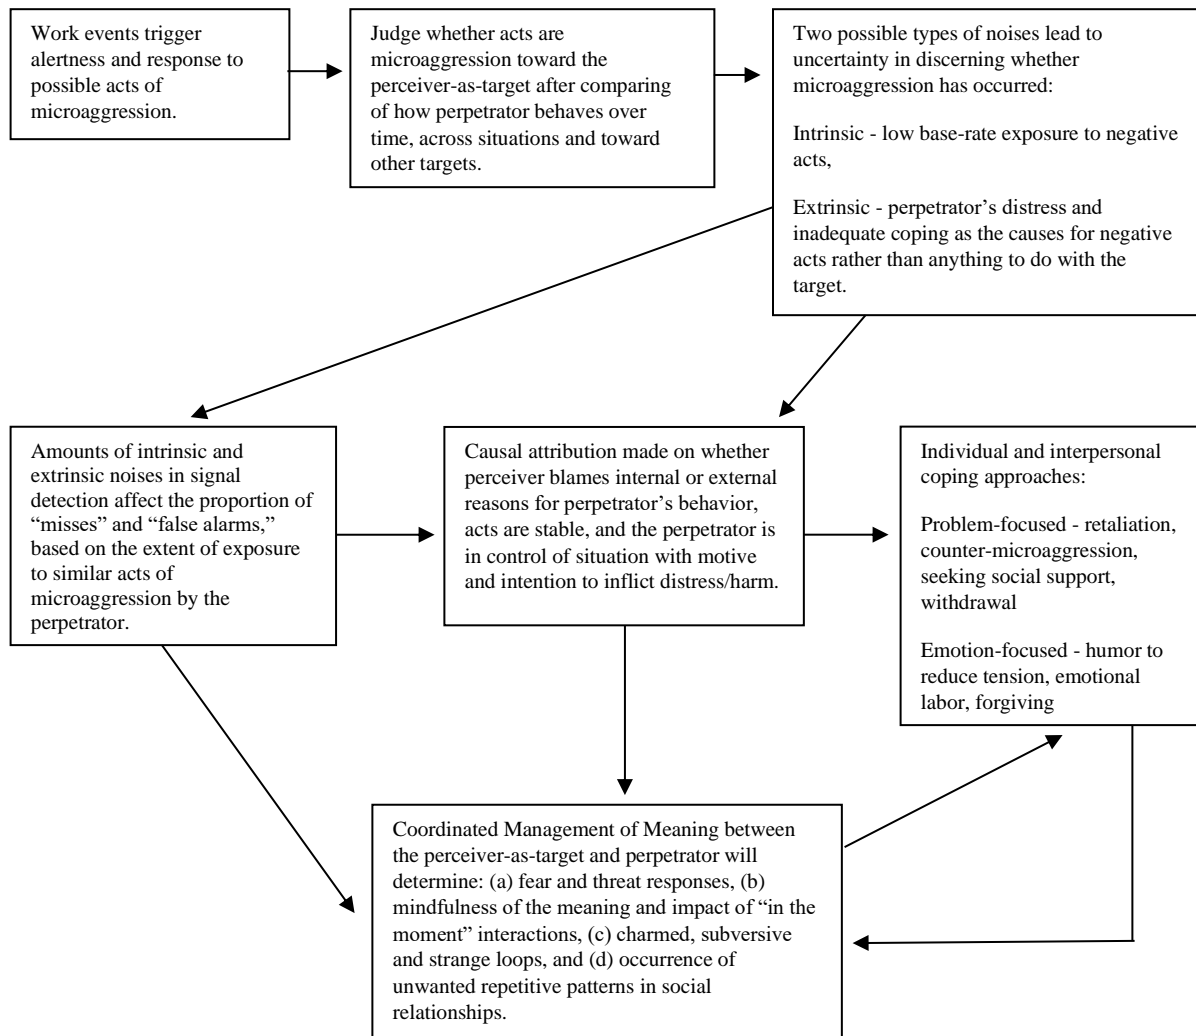 Work events trigger
alertness and response to
possible acts of
microaggression.
Judge whether acts are
microaggression toward the
perceiver-as-target after comparing
of how perpetrator behaves over
time, across situations and toward
other targets.
Two possible types of noises lead to
uncertainty in discerning whether
microaggression has occurred:
Intrinsic - low base-rate exposure to negative
acts,
Extrinsic - perpetrator’s distress and
inadequate coping as the causes for negative
acts rather than anything to do with the
target.
Amounts of intrinsic and
extrinsic noises in signal
detection affect the proportion of
“misses” and “false alarms,”
based on the extent of exposure
to similar acts of
microaggression by the
perpetrator.
Causal attribution made on whether
perceiver blames internal or external
reasons for perpetrator’s behavior,
acts are stable, and the perpetrator is
in control of situation with motive
and intention to inflict distress/harm.
Individual and interpersonal
coping approaches:
Problem-focused - retaliation,
counter-microaggression,
seeking social support,
withdrawal
Emotion-focused - humor to
reduce tension, emotional
labor, forgiving
Coordinated Management of Meaning between
the perceiver-as-target and perpetrator will
determine: (a) fear and threat responses, (b)
mindfulness of the meaning and impact of “in the
moment” interactions, (c) charmed, subversive
and strange loops, and (d) occurrence of
unwanted repetitive patterns in social
relationships.